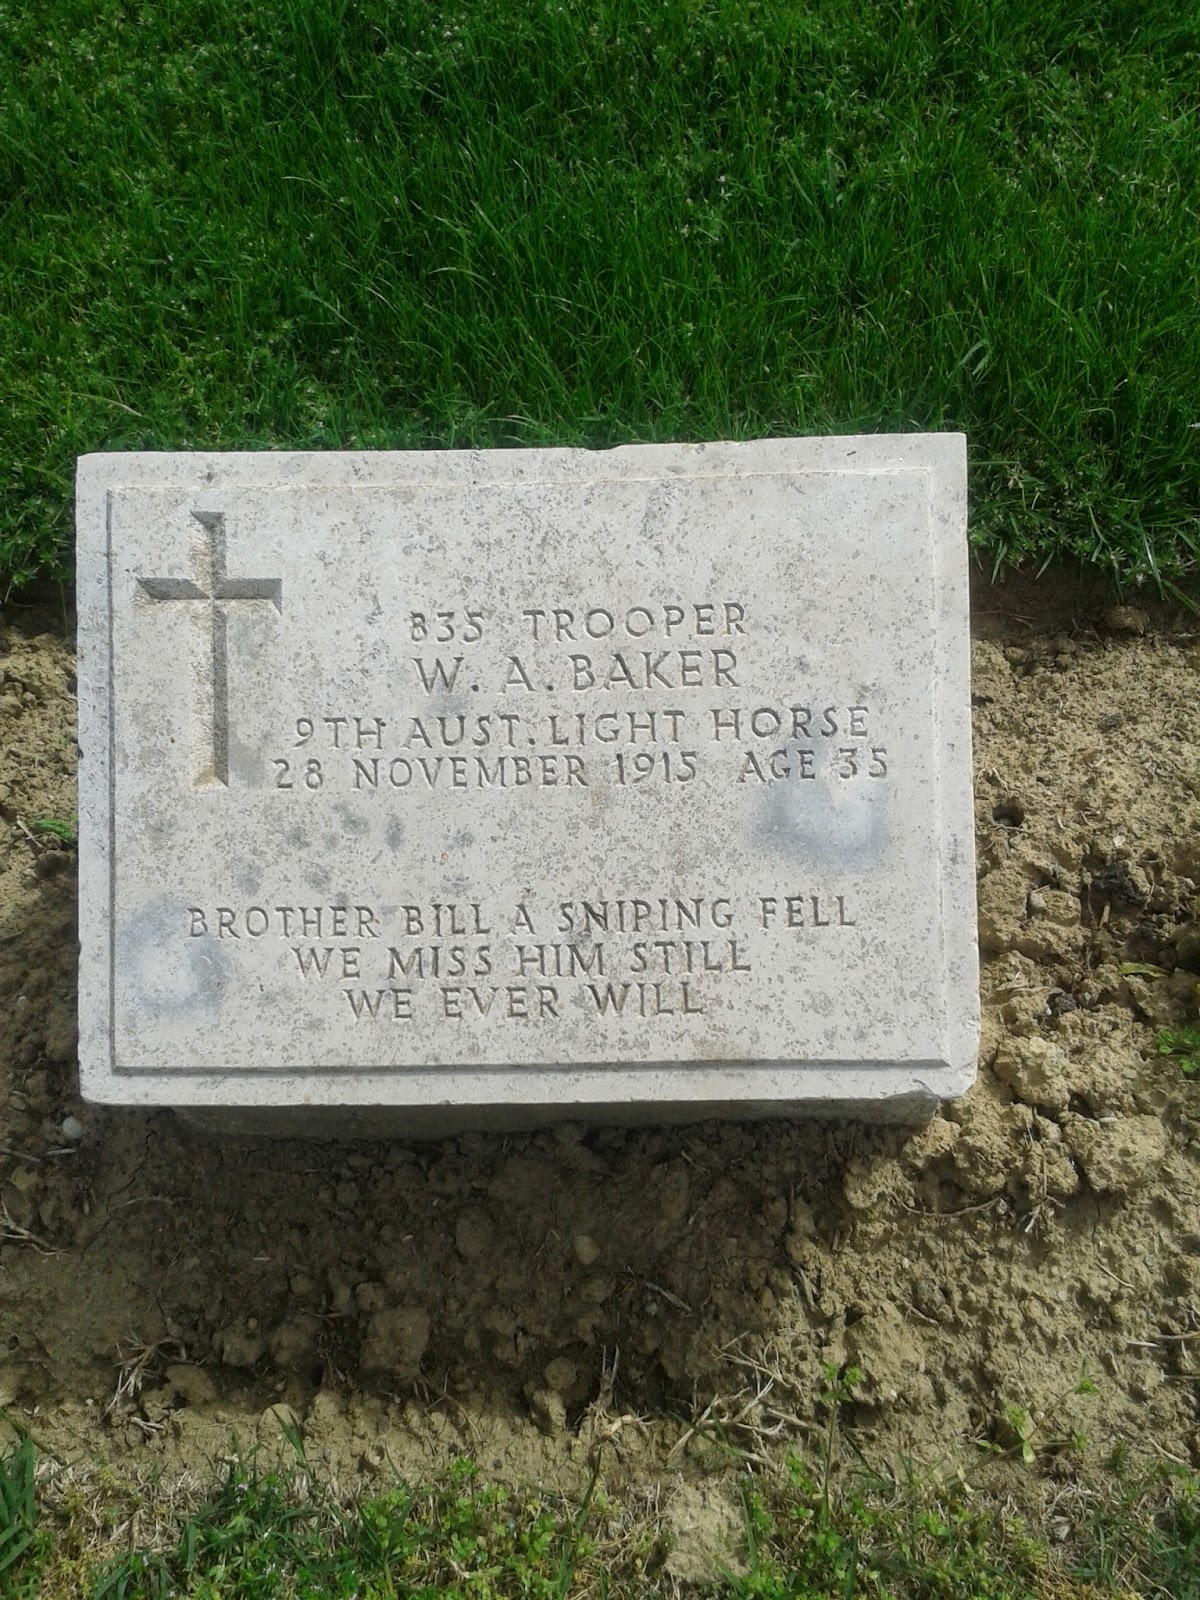 835 TROOPER
W. A. BAKER
9TH AUST. LIGHT HORSE
28 NOVEMBER 1915 AGE 35
BROTHER BILL A SNIPING FELL
WE MISS HIM STILL
WE EVER WILL